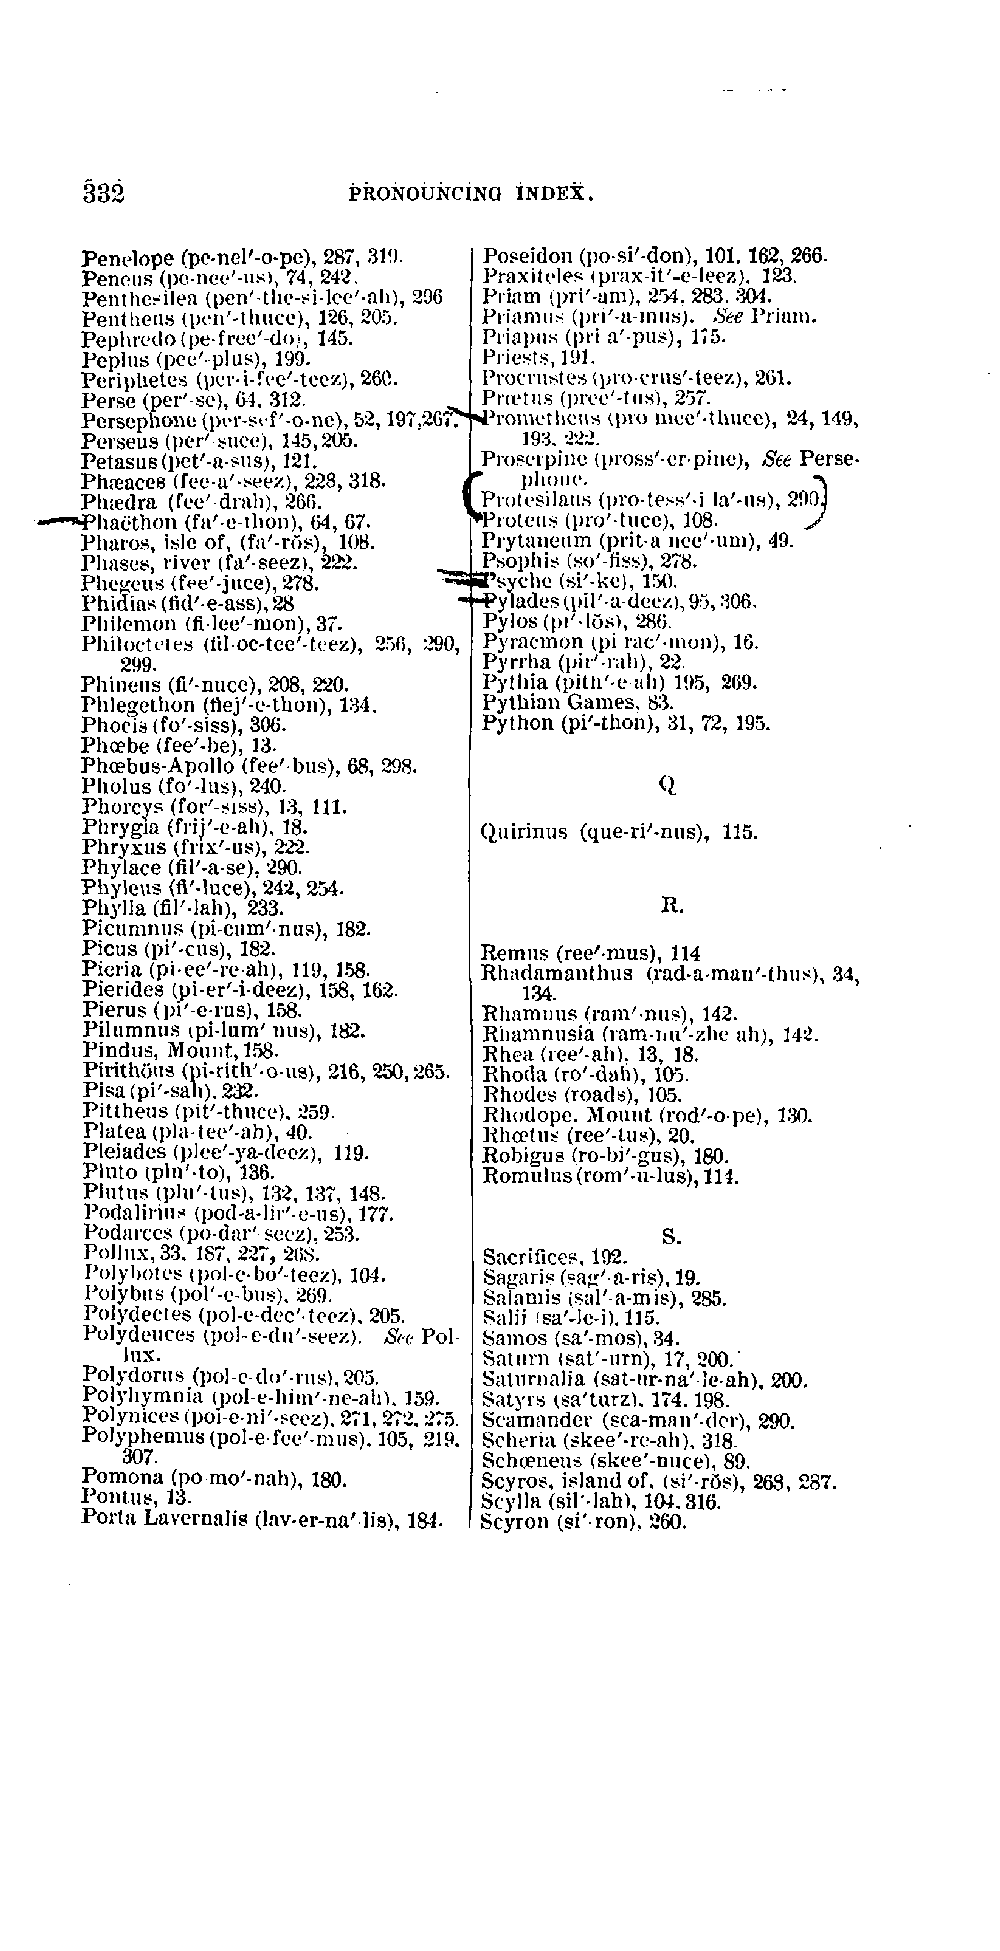 332 PRONOUNCING INDEX.
Penelope (pe-nel'-o-pe), 287, 319.
Peneus (pe-nee'-us), 74, 242.
Penthesilea (pen'-the-si-lee'-ah), 296
Pentheus (pen'-thuce), 126, 205.
Pephredo (pe-free'-do), 145.
Peplus (pee'-plus), 199.
Periphetes (per-i-fee'-teez), 260.
Perse (per'-se), 64, 312.
Persephone (per-sef'-o-ne), 52, 197, 267.
Perseus (per'-suce), 145, 205.
Petasus (pet'-a-sus), 121.
Phæaces (fee-a'-seez), 228, 318.
Phædra (fee'-drah), 266.
Phaëthon (fa'-e-thon), 64, 67.
Pharos, isle of, (fa'-rŏs), 108.
Phases, river (fa'-seez), 222.
Phegeus (fee'-juce), 278.
Phidias (fid'-e-ass), 28
Philemon (fi-lee'-mon), 37.
Philoctetes (fil-oc-tee'-teez), 256, 290,
299.
Phineus (fi'-nuce), 208, 220.
Phlegethon (flej'-e-thon), 134.
Phocis (fo'-siss), 306.
Phœbe (fee'-be), 13.
Phœbus-Apollo (fee'-bus), 68, 298.
Pholus (fo'-lus), 240.
Phorcys (for'-siss), 13, 111.
Phrygia (frij'-e-ah), 18.
Phryxus (frix'-us), 222.
Phylace (fil'-a-se), 290.
Phyleus (fi'-luce), 242, 254.
Phylla (fil'-lah), 233.
Picumnus (pi-cum'-nus), 182.
Picus (pi'-cus), 182.
Pieria (pi-ee'-re-ah), 119, 158.
Pierides (pi-er'-i-deez), 158, 162.
Pierus (pi'-e-rus), 158.
Pilumnus (pi-lum'-nus), 182.
Pindus, Mount, 158.
Pirithöus (pi-rith'-o-us), 216, 250, 265.
Pisa (pi'-sah), 232.
Pittheus (pit'-thuce), 259.
Platea (pla-tee'-ah), 40.
Pleiades (plee'-ya-deez), 119.
Pluto (plu'-to), 136.
Plutus (plu'-tus), 132, 137, 148.
Podalirius (pod-a-lir'-e-us), 177.
Podarces (po-dar'-seez), 253.
Pollux, 33, 187, 227, 268.
Polybotes (pol-e-bo'-teez), 104.
Polybus (pol'-e-bus), 269.
Polydectes (pol-e-dec'-teez), 205.
Polydeuces (pol-e-du'-seez). See Pol-
lux.
Polydorus (pol-e-do'-rus), 205.
Polyhymnia (pol-e-him'-ne-ah), 159.
Polynices (pol-e-ni'-seez), 271, 272, 275.
Polyphemus (pol-e-fee'-mus), 105, 219,
307.
Pomona (po-mo'-nah), 180.
Pontus, 13.
Porta Lavernalis (lav-er-na'-lis), 184.
Poseidon (po-si'-don), 101, 162, 266.
Praxiteles (prax-it'-e-leez), 123.
Priam (pri'-am), 254, 283, 304.
Priamus (pri'-a-mus). See Priam.
Priapus (pri a'-pus), 175.
Priests, 191.
Procrustes (pro-crus'-teez), 261.
Prœtus (pree'-tus), 257.
Prometheus (pro mee'-thuce), 24, 149,
193, 222.
Proserpine (pross'-er-pine), See Perse-
phone.
Protesilaus (pro-tess'-i la'-us), 290.
Proteus (pro'-tuce), 108.
Prytaneum (prit-a nee'-um), 49.
Psophis (so'-fiss), 278.
Psyche (si'-ke), 150.
Pylades (pil'-a-deez), 95, 306.
Pylos (pi'-lŏs), 286.
Pyracmon (pi rac'-mon), 16.
Pyrrha (pir'-rah), 22.
Pythia (pith'-e-ah) 195, 269.
Pythian Games, 83.
Python (pi'-thon), 31, 72, 195.
Q
Quirinus (que-ri'-nus), 115.
R.
Remus (ree'-mus), 114
Rhadamanthus (rad-a-man'-thus), 34,
134.
Rhamnus (ram'-nus), 142.
Rhamnusia (ram-nu'-zhe ah), 142.
Rhea (ree'-ah), 13, 18.
Rhoda (ro'-dah), 105.
Rhodes (roads), 105.
Rhodope, Mount (rod'-o-pe), 130.
Rhœtus (ree'-tus), 20.
Robigus (ro-bi'-gus), 180.
Romulus (rom'-u-lus), 114.
S.
Sacrifices, 192.
Sagaris (sag'-a-ris), 19.
Salamis (sal'-a-mis), 285.
Salii (sa'-le-i), 115.
Samos (sa'-mos), 34.
Saturn (sat'-urn), 17, 200.
Saturnalia (sat-ur-na'-le-ah), 200.
Satyrs (sa'turz), 174, 198.
Scamander (sca-man'-der), 290.
Scheria (skee'-re-ah), 318.
Schœneus (skee'-nuce), 89.
Scyros, island of, (si'-rŏs), 268, 287.
Scylla (sil'-lah), 104, 316.
Scyron (si'-ron), 260.